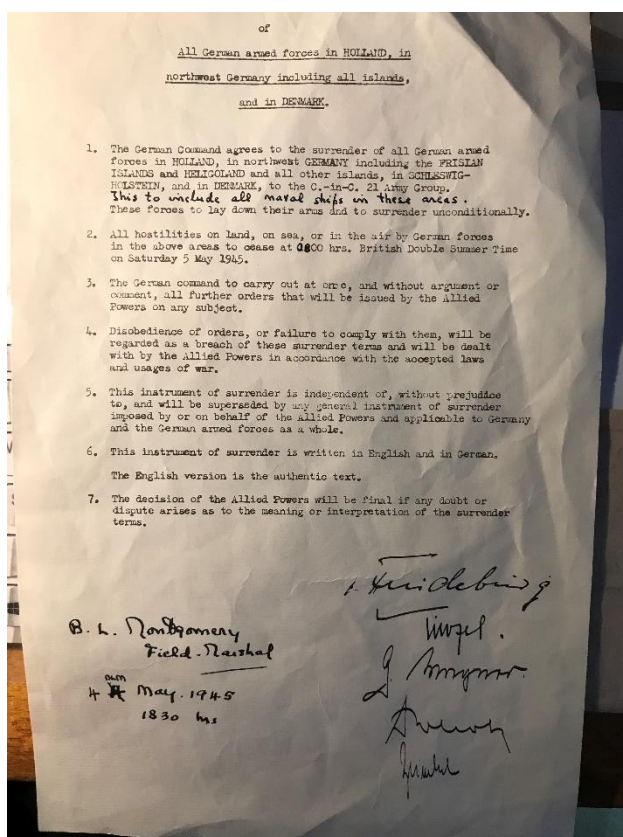 of
All German armed forces in HOLLAND, in
northwest Germany including all islands,
and in DENMARK.
1. The German Command agrees to the surrender of all German armed
forces in HOLLAND, in northwest GERMANY including the FRISIAN
ISLANDS and HELIGOLAND and all other islands, in SCHLESWIG-
HOLSTEIN, and in DENMARK, to the C.-in-C. 21 Army Group.
This to include all naval ships in these areas.
These forces to lay down their arms and to surrender unconditionally.
2. All hostilities on land, on sea, or in the air by German forces
in the above areas to cease at 0800 hrs. British Double Summer Time
on Saturday 5 May 1945.
3. The German command to carry out at once, and without argument or
comment, all further orders that will be issued by the Allied
Powers on any subject.
4. Disobedience of orders, or failure to comply with them, will be
regarded as a breach of these surrender terms and will be dealt
with by the Allied Powers in accordance with the accepted laws
and usages of war.
5. This instrument of surrender is independent of, without prejudice
to, and will be superseded by any general instrument of surrender
imposed by or on behalf of the Allied Powers and applicable to Germany
and the German armed forces as a whole.
6. This instrument of surrender is written in English and in German.
The English version is the authentic text.
7. The decision of the Allied Powers will be final if any doubt or
dispute arises as to the meaning or interpretation of the surrender
terms.
B. L. Montgomery
Field-Marshal
BLM
4 May. 1945
1830 hrs